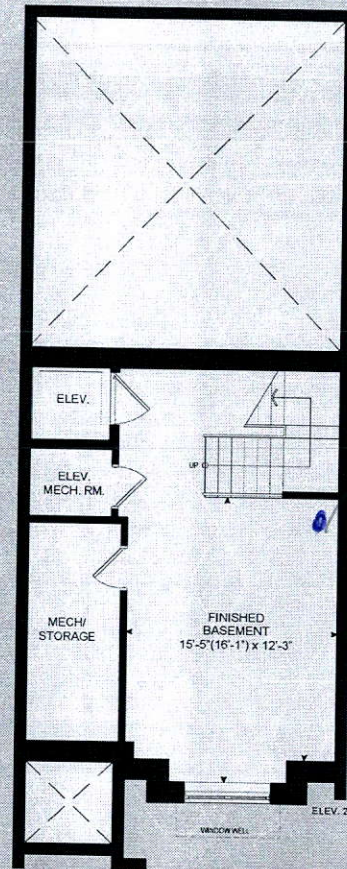 ELEV.
UP
ELEV.
MECH. RM.
MECH/
STORAGE
FINISHED
BASEMENT
15'-5"(16'-1") x 12'-3"
ELEV. 2
WINDOW WELL